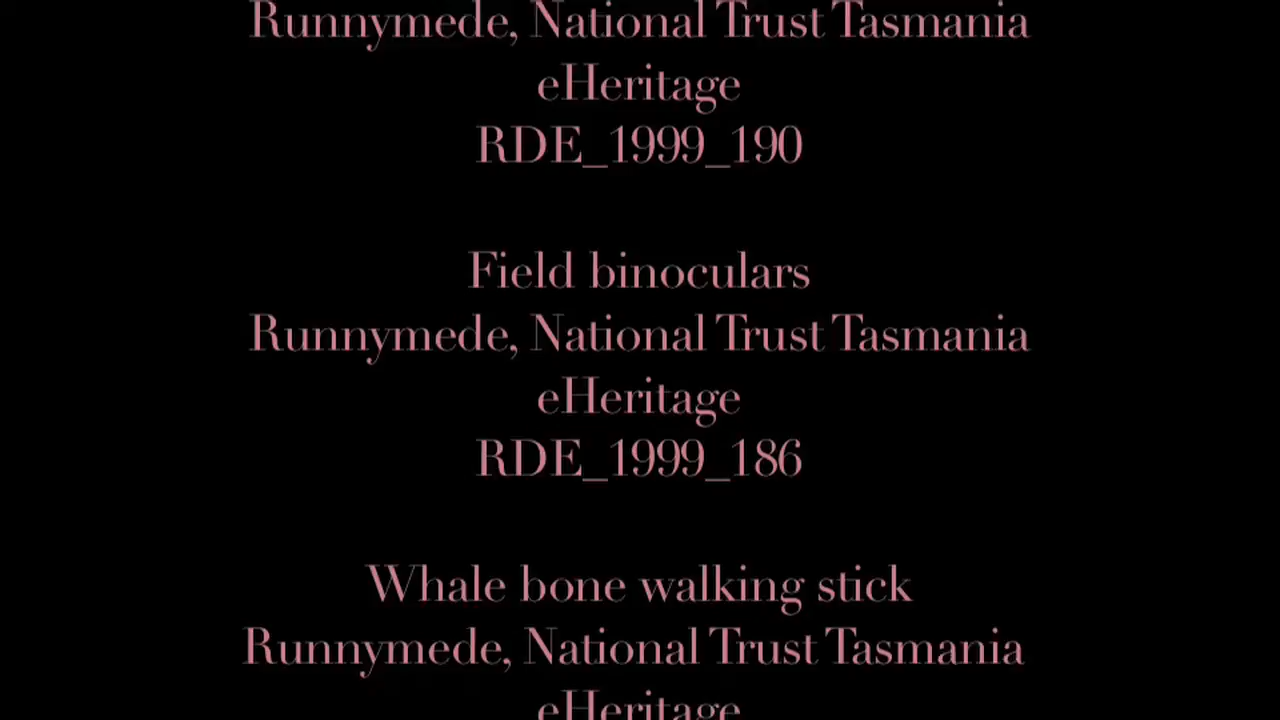 Runnymede, National Trust Tasmania
eHeritage
RDE_1999_190
Field binoculars
Runnymede, National Trust Tasmania
eHeritage
RDE_1999_186
Whale bone walking stick
Runnymede, National Trust Tasmania
eHeritage